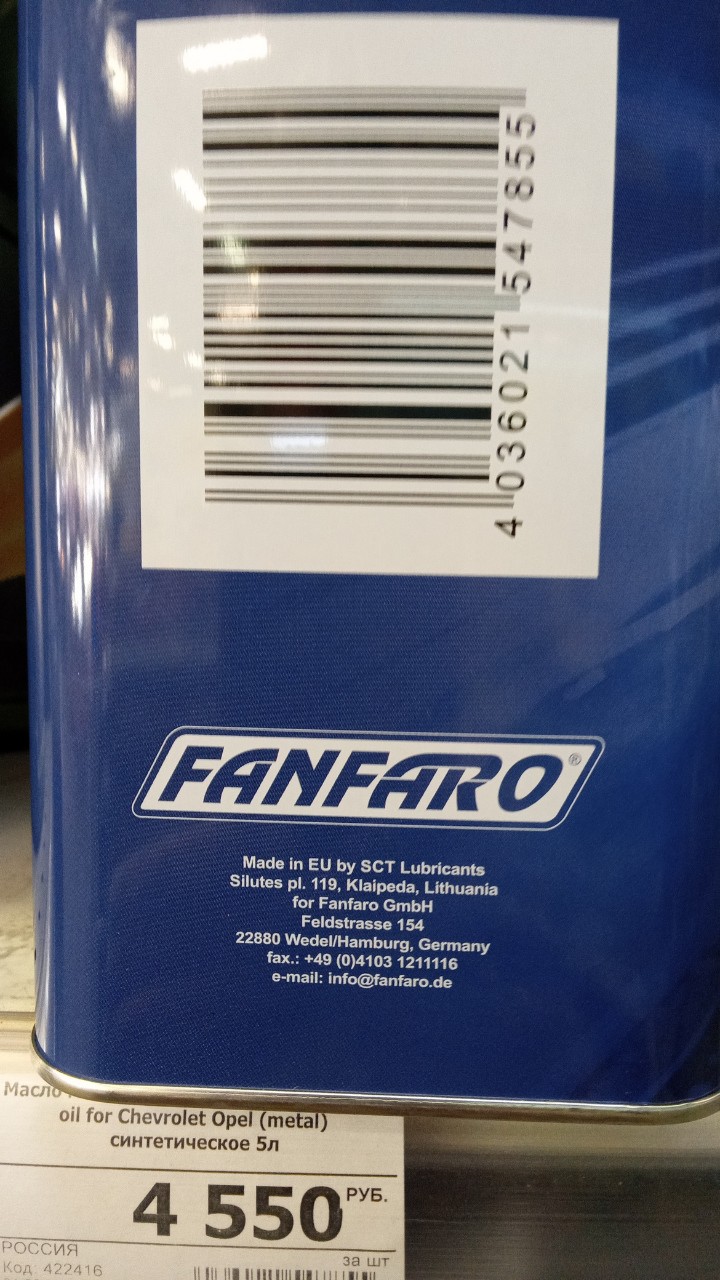 4 036021 547855
FANFARO®
Made in EU by SCT Lubricants
Silutes pl. 119, Klaipeda, Lithuania
for Fanfaro GmbH
Feldstrasse 154
22880 Wedel/Hamburg, Germany
fax.: +49 (0)4103 1211116
e-mail: info@fanfaro.de
Масло
oil for Chevrolet Opel (metal)
синтетическое 5л
4 550 РУБ.
РОССИЯ
за шт
Код: 422416